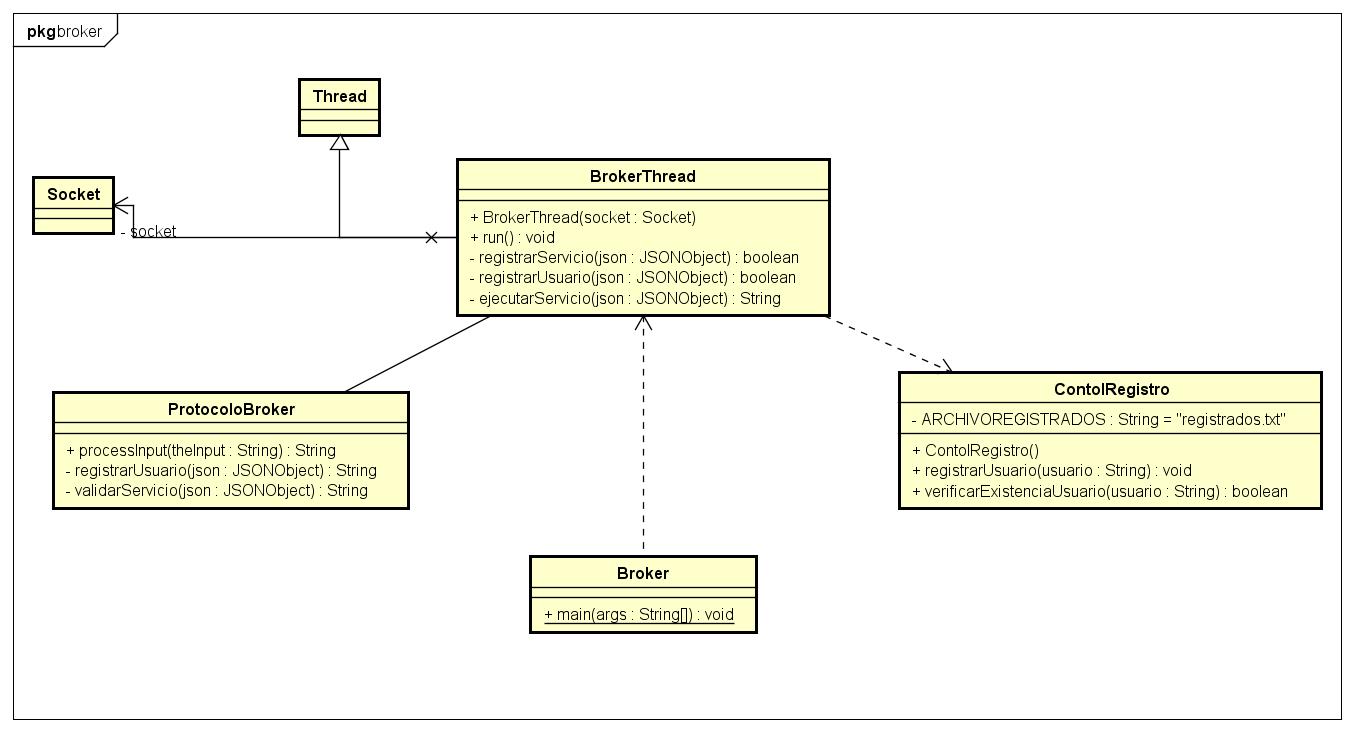 pkg broker
Thread
Socket
- socket
BrokerThread
+ BrokerThread(socket : Socket)
+ run() : void
- registrarServicio(json : JSONObject) : boolean
- registrarUsuario(json : JSONObject) : boolean
- ejecutarServicio(json : JSONObject) : String
ProtocoloBroker
+ processInput(theInput : String) : String
- registrarUsuario(json : JSONObject) : String
- validarServicio(json : JSONObject) : String
ContolRegistro
- ARCHIVOREGISTRADOS : String = "registrados.txt"
+ ContolRegistro()
+ registrarUsuario(usuario : String) : void
+ verificarExistenciaUsuario(usuario : String) : boolean
Broker
+ main(args : String[]) : void